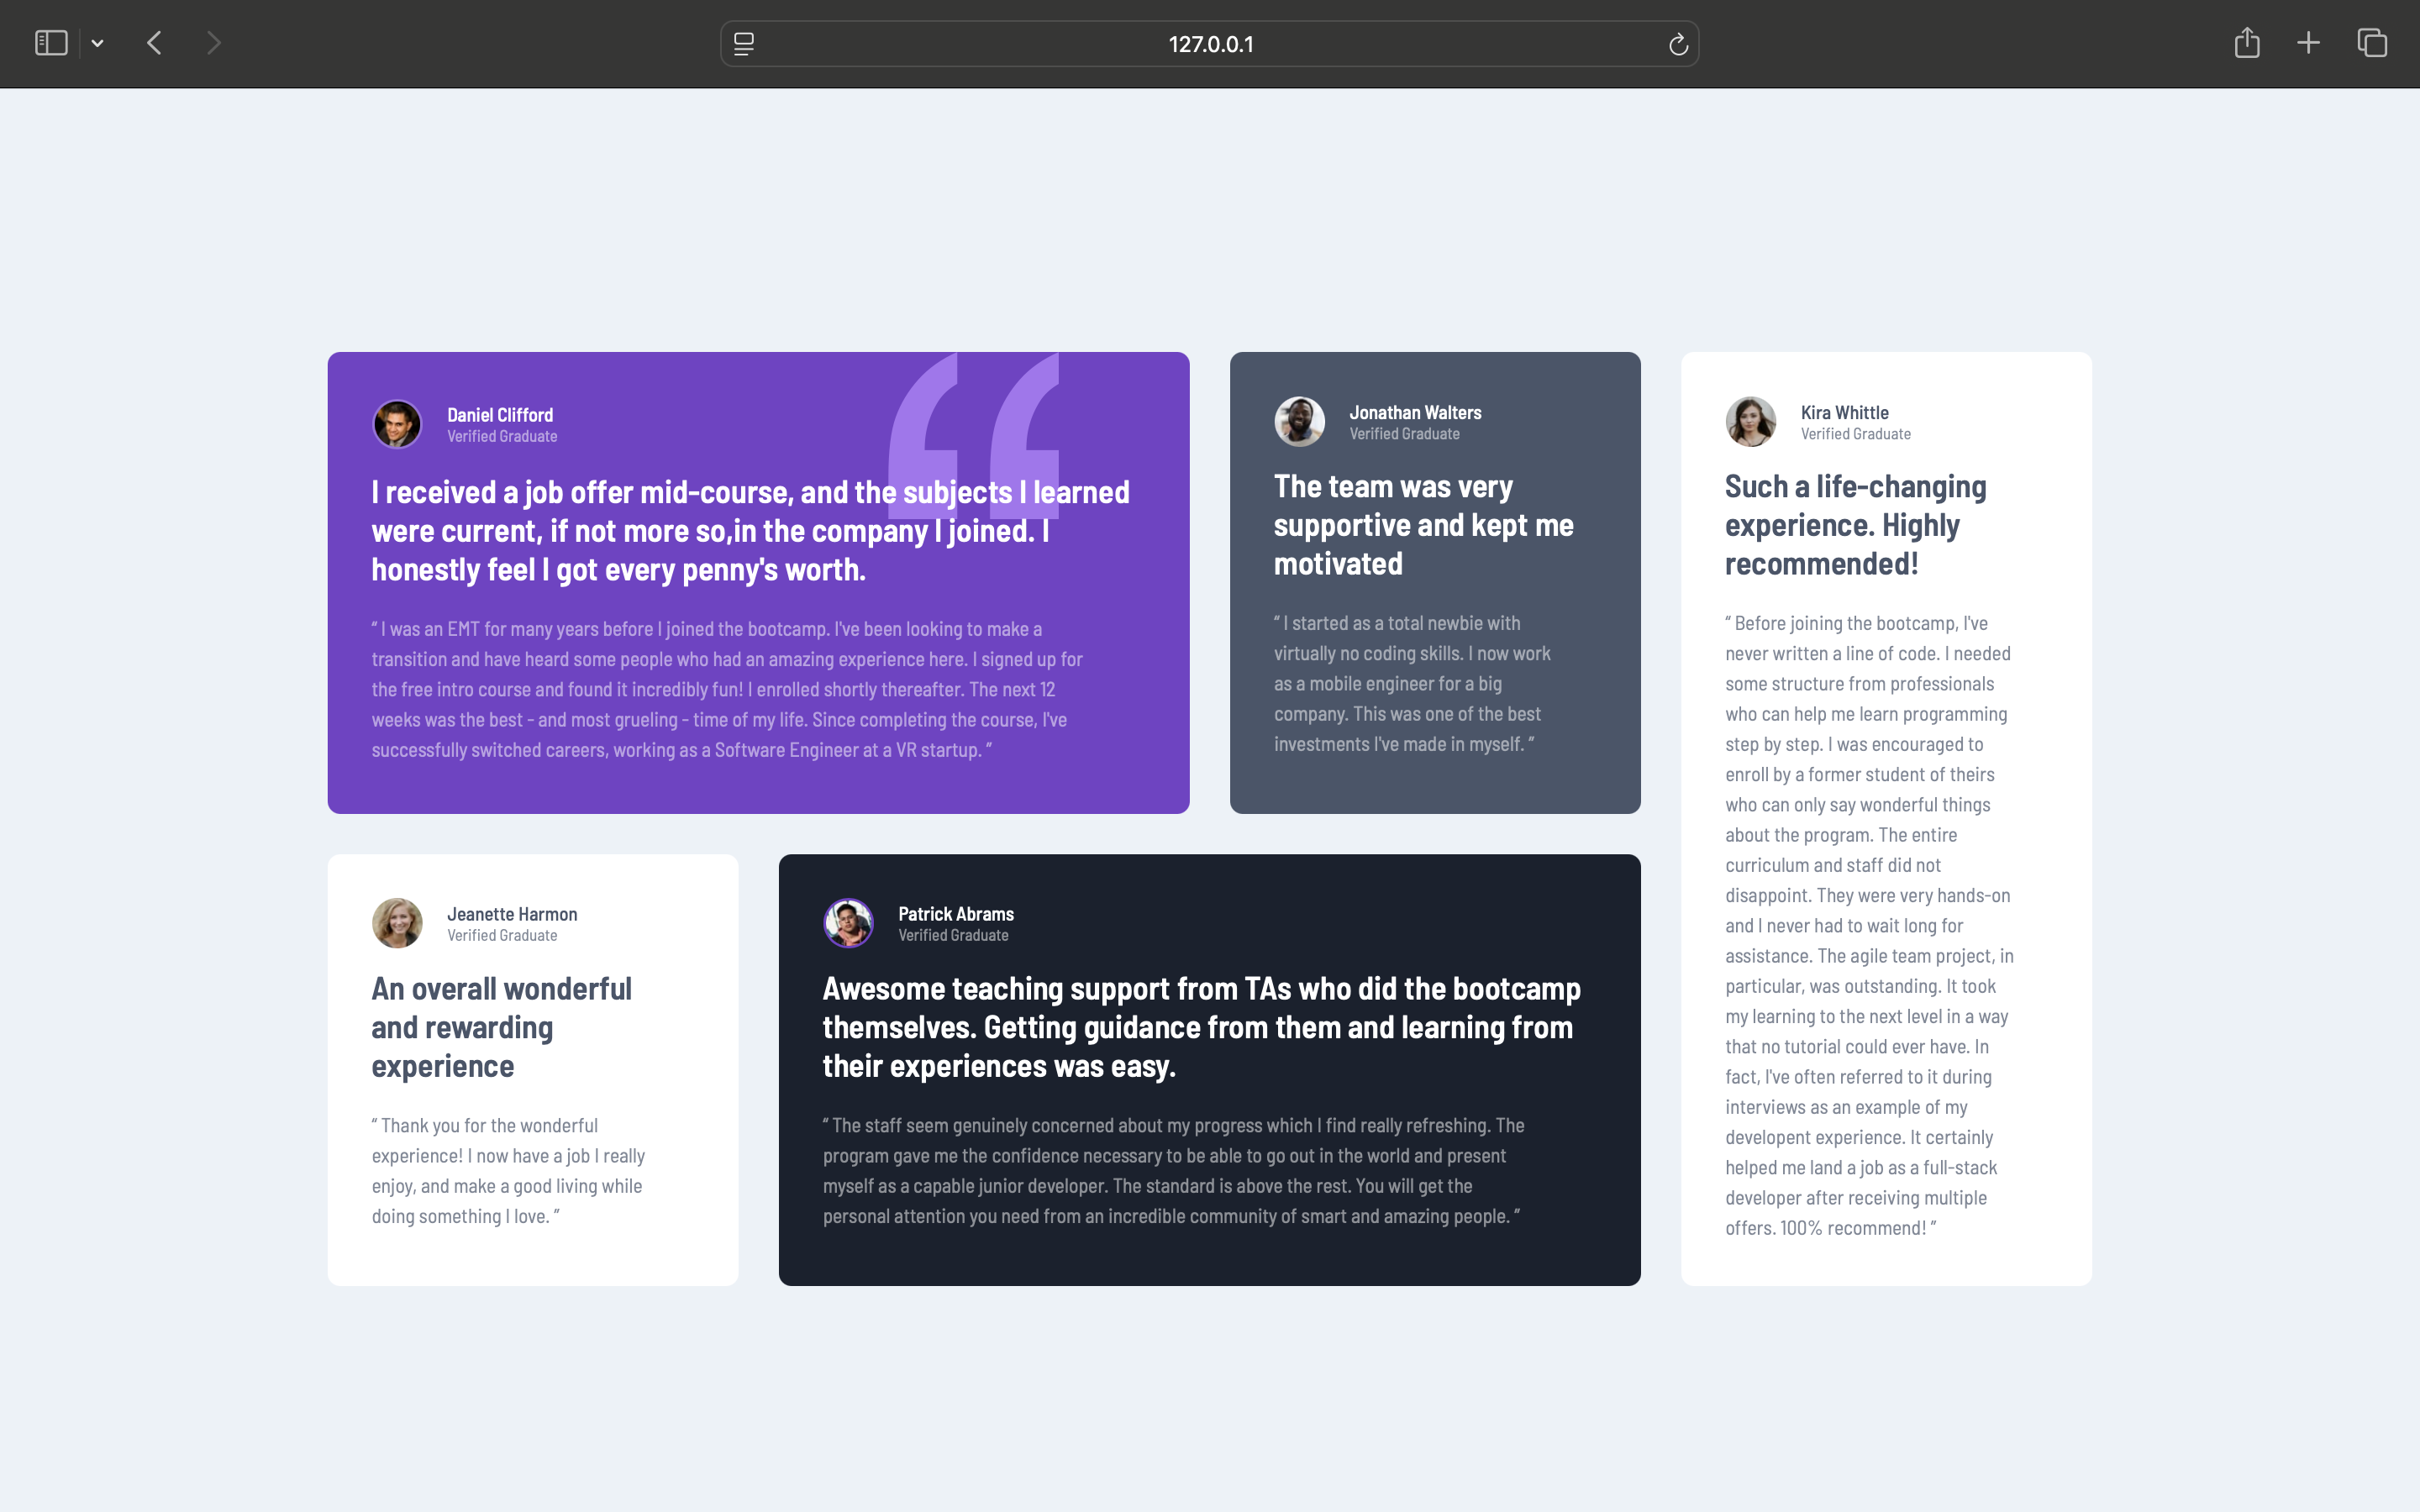 127.0.0.1
Daniel Clifford
Verified Graduate
I received a job offer mid-course, and the subjects I learned
were current, if not more so,in the company I joined. I
honestly feel I got every penny's worth.
“ I was an EMT for many years before I joined the bootcamp. I've been looking to make a
transition and have heard some people who had an amazing experience here. I signed up for
the free intro course and found it incredibly fun! I enrolled shortly thereafter. The next 12
weeks was the best - and most grueling - time of my life. Since completing the course, I've
successfully switched careers, working as a Software Engineer at a VR startup. ”
Jonathan Walters
Verified Graduate
The team was very
supportive and kept me
motivated
“ I started as a total newbie with
virtually no coding skills. I now work
as a mobile engineer for a big
company. This was one of the best
investments I've made in myself. ”
Kira Whittle
Verified Graduate
Such a life-changing
experience. Highly
recommended!
“ Before joining the bootcamp, I've
never written a line of code. I needed
some structure from professionals
who can help me learn programming
step by step. I was encouraged to
enroll by a former student of theirs
who can only say wonderful things
about the program. The entire
curriculum and staff did not
disappoint. They were very hands-on
and I never had to wait long for
assistance. The agile team project, in
particular, was outstanding. It took
my learning to the next level in a way
that no tutorial could ever have. In
fact, I've often referred to it during
interviews as an example of my
developent experience. It certainly
helped me land a job as a full-stack
developer after receiving multiple
offers. 100% recommend! ”
Jeanette Harmon
Verified Graduate
An overall wonderful
and rewarding
experience
“ Thank you for the wonderful
experience! I now have a job I really
enjoy, and make a good living while
doing something I love. ”
Patrick Abrams
Verified Graduate
Awesome teaching support from TAs who did the bootcamp
themselves. Getting guidance from them and learning from
their experiences was easy.
“ The staff seem genuinely concerned about my progress which I find really refreshing. The
program gave me the confidence necessary to be able to go out in the world and present
myself as a capable junior developer. The standard is above the rest. You will get the
personal attention you need from an incredible community of smart and amazing people. ”